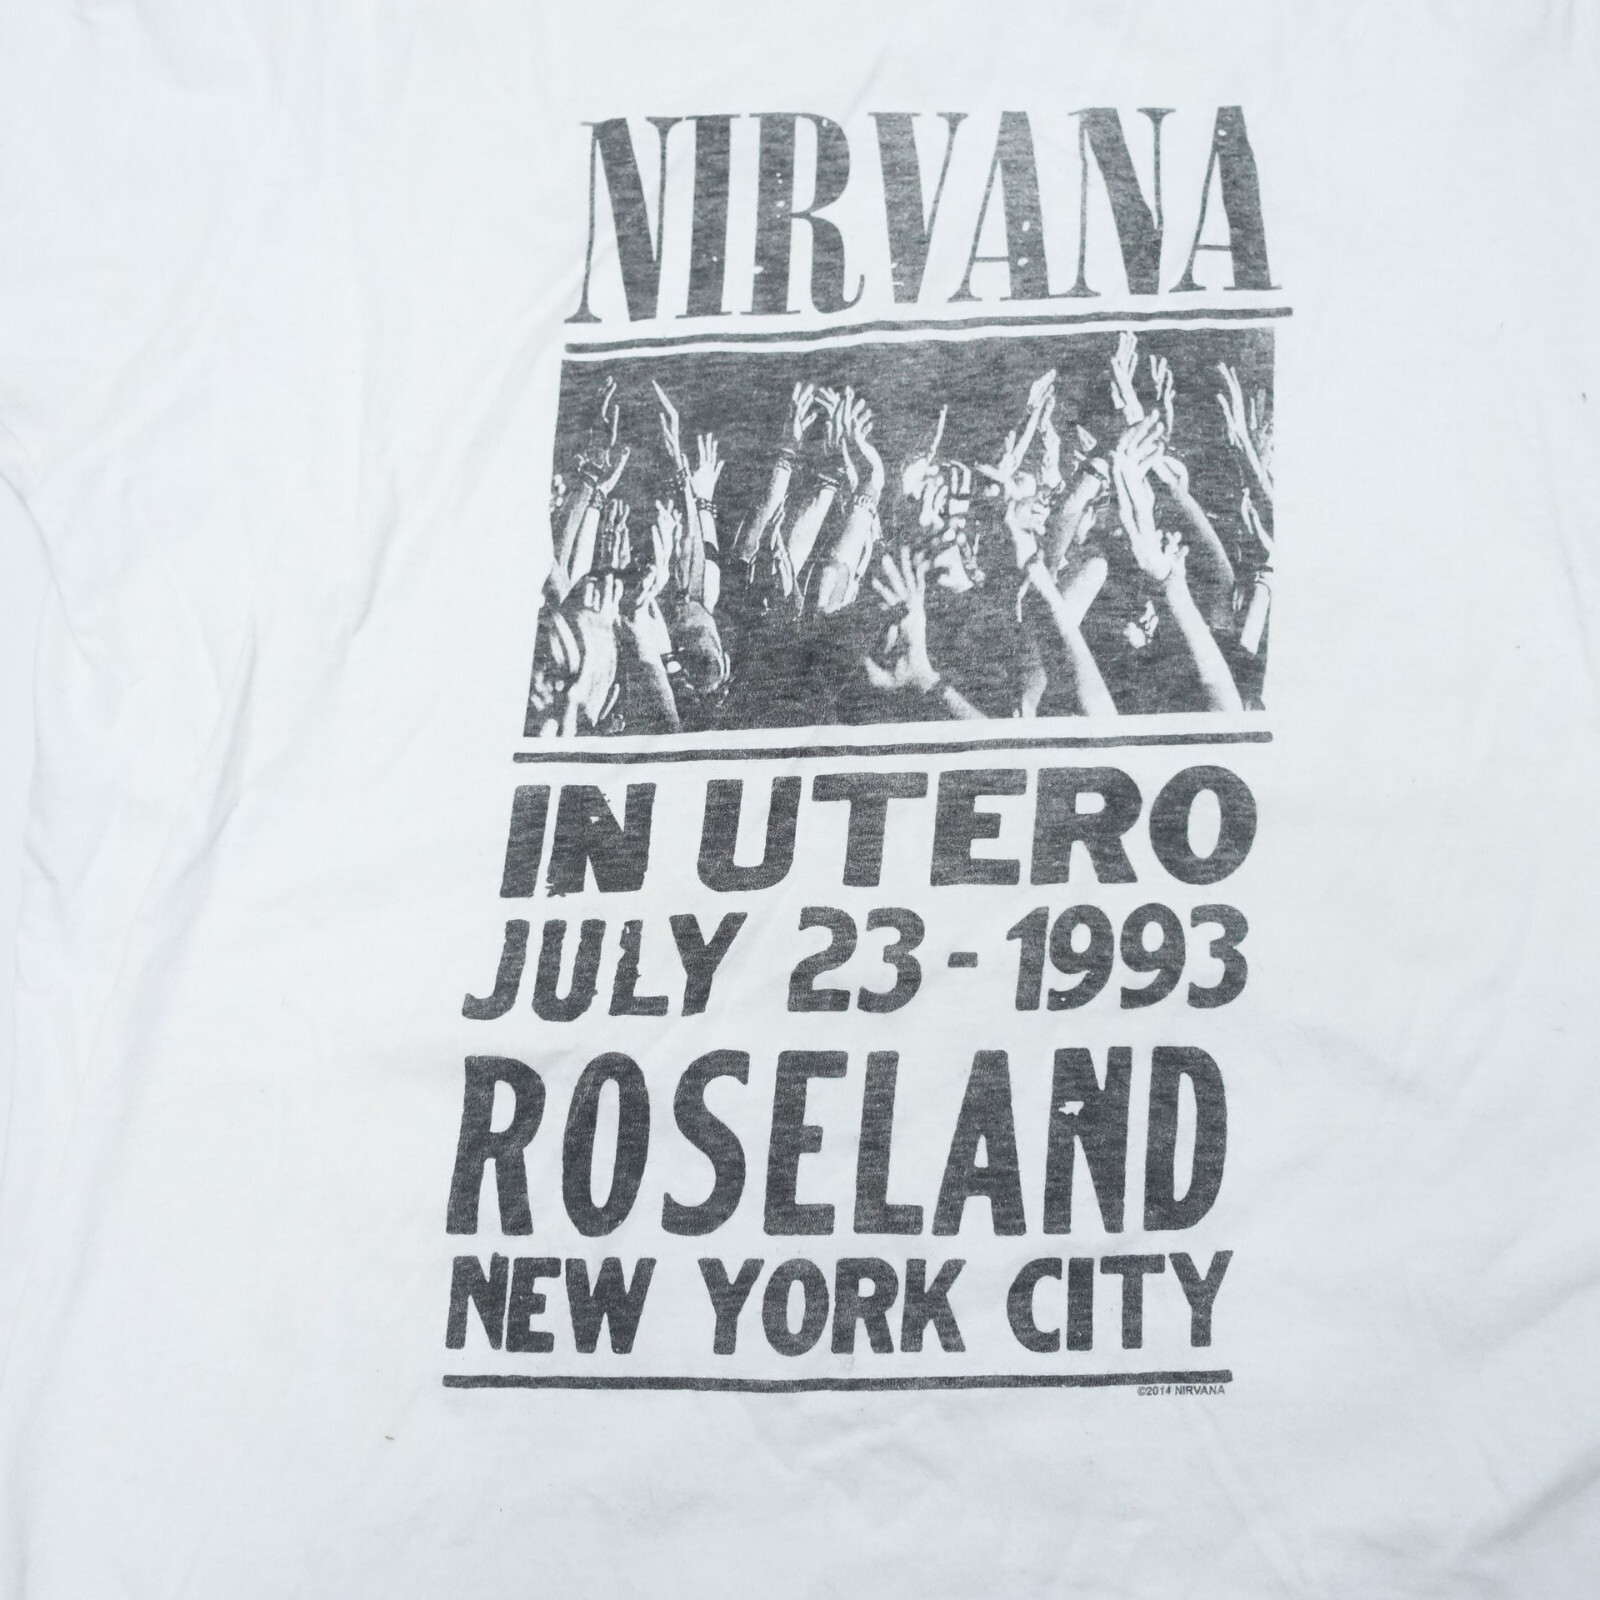 NIRVANA
IN UTERO
JULY 23 - 1993
ROSELAND
NEW YORK CITY
©2014 NIRVANA